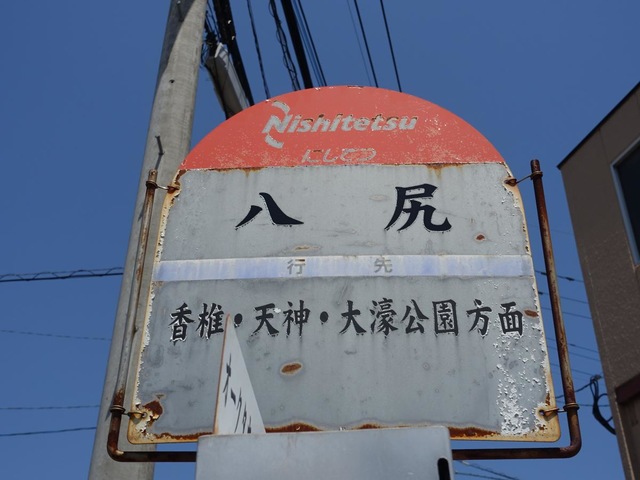 Nishitetsu
にしてつ
八尻
行先
香椎・天神・大濠公園方面